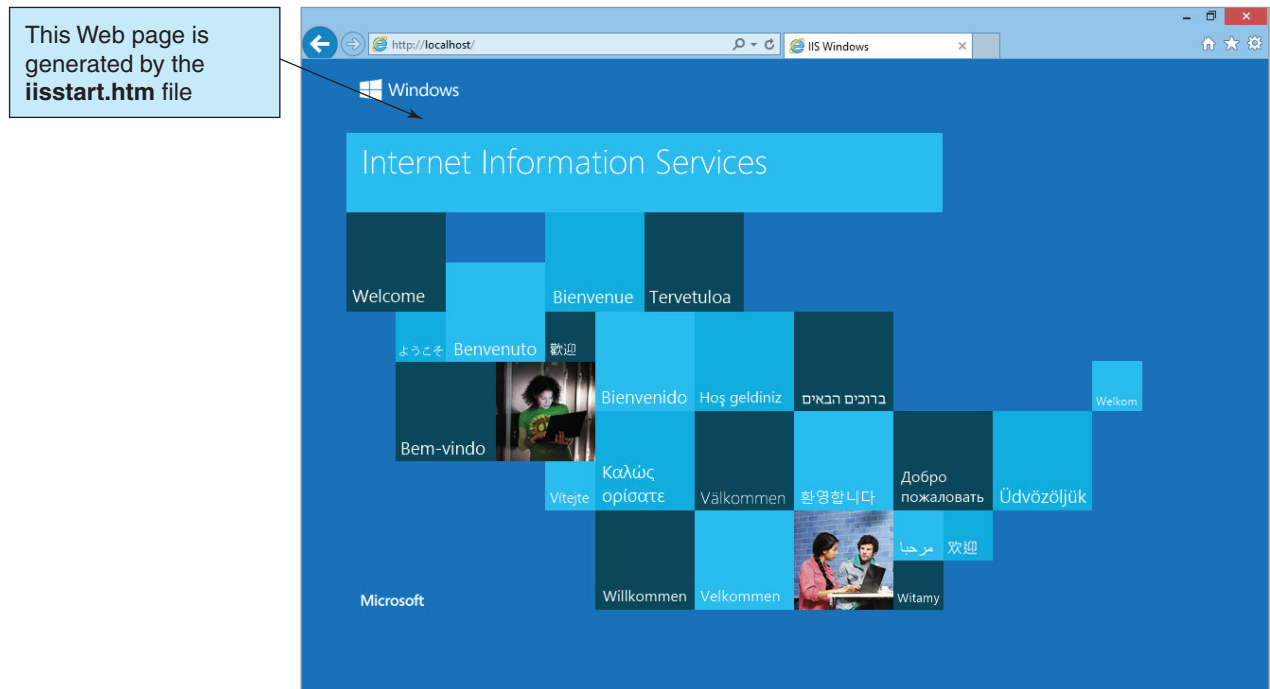 This Web page is
generated by the
iisstart.htm file
http://localhost/
IIS Windows
Windows
Internet Information Services
Welcome
Bienvenue
Tervetuloa
ようこそ
Benvenuto
歡迎
Bienvenido
Hoş geldiniz
ברוכים הבאים
Welkom
Bem-vindo
Vítejte
Καλώς
ορίσατε
Välkommen
환영합니다
Добро
пожаловать
Üdvözöljük
مرحبا
欢迎
Microsoft
Willkommen
Velkommen
Witamy